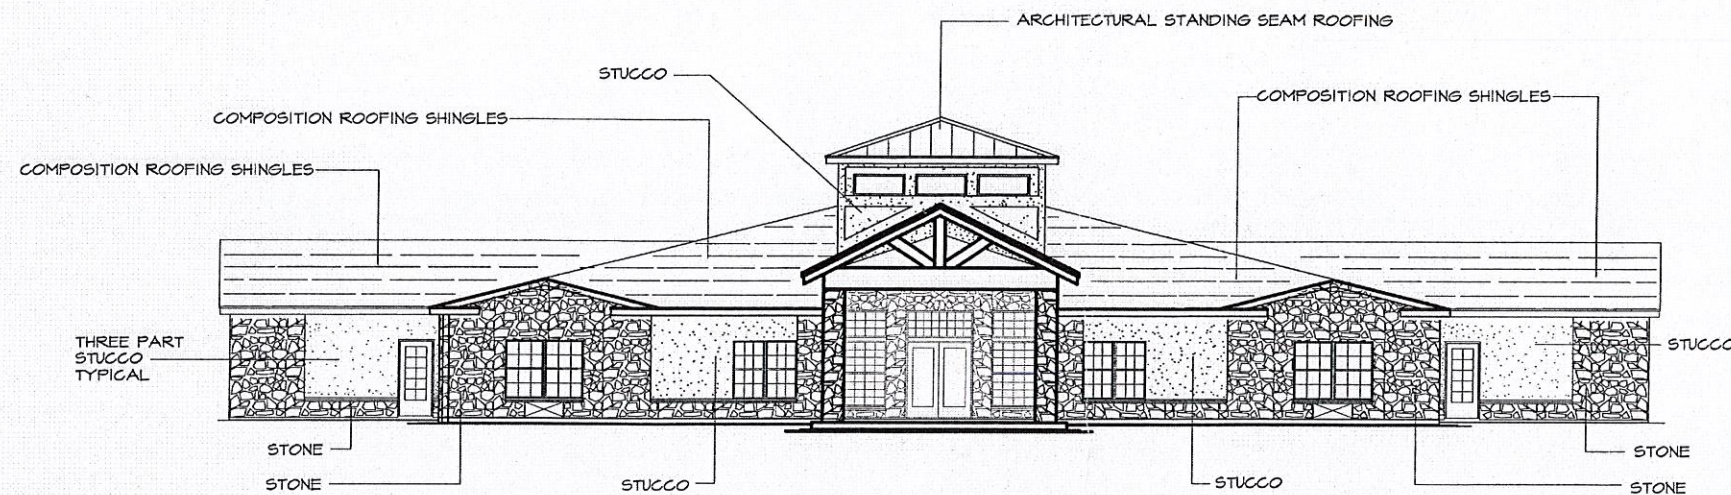 ARCHITECTURAL STANDING SEAM ROOFING
STUCCO
COMPOSITION ROOFING SHINGLES
COMPOSITION ROOFING SHINGLES
COMPOSITION ROOFING SHINGLES
THREE PART
STUCCO
TYPICAL
STUCCO
STONE
STONE
STUCCO
STUCCO
STONE
STONE